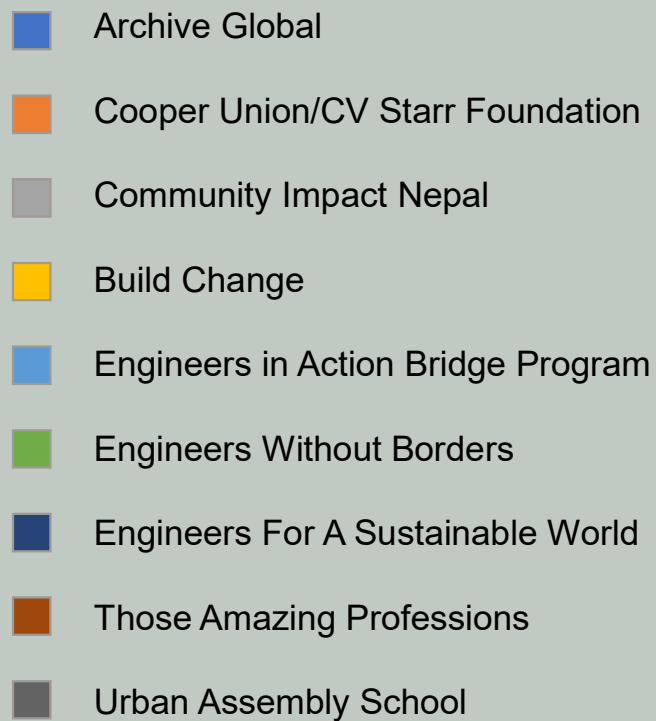 Archive Global
Cooper Union/CV Starr Foundation
Community Impact Nepal
Build Change
Engineers in Action Bridge Program
Engineers Without Borders
Engineers For A Sustainable World
Those Amazing Professions
Urban Assembly School